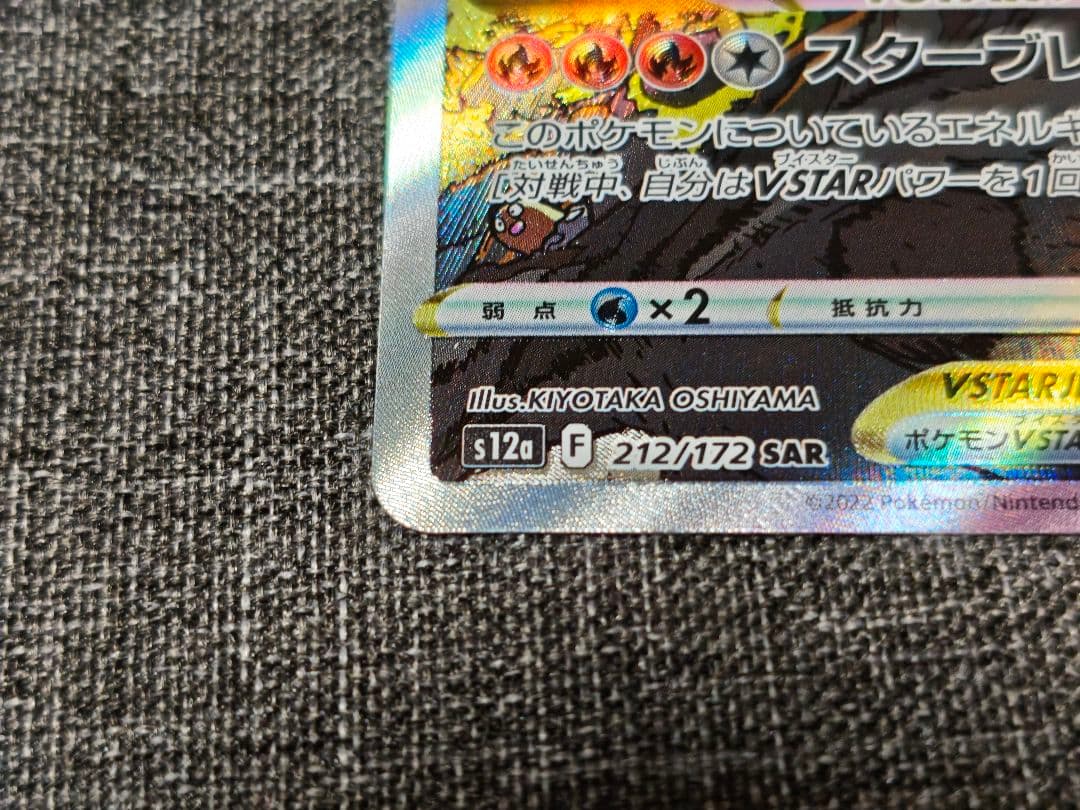 スターブレ
このポケモンについているエネルギ
たいせんちゅう じぶん ブイスター かい
[対戦中、自分はVSTARパワーを1回
弱点 ×2 抵抗力
Illus.KIYOTAKA OSHIYAMA
VSTAR
s12a F 212/172 SAR
ポケモンVSTA
©2022 Pokémon/Nintend